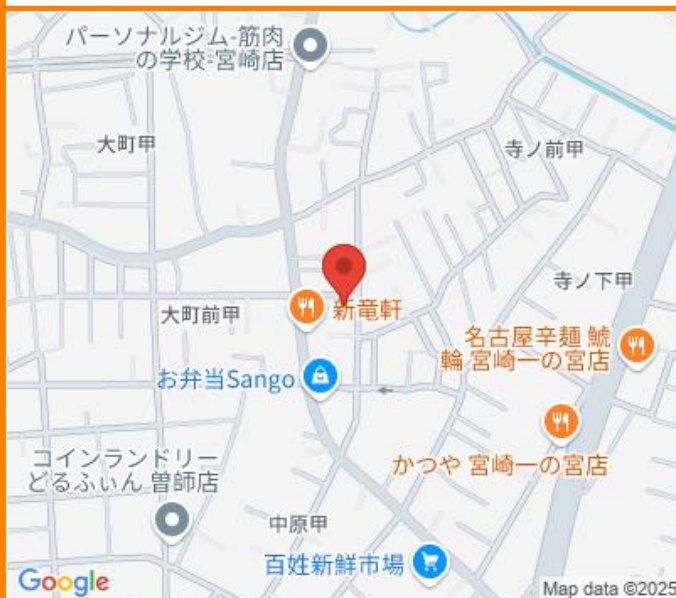 パーソナルジム-筋肉
の学校-宮崎店
大町甲
寺ノ前甲
寺ノ下甲
大町前甲
新竜軒
名古屋辛麺 鯱
輪 宮崎一の宮店
お弁当Sango
かつや 宮崎一の宮店
コインランドリー
どるふぃん 曽師店
中原甲
百姓新鮮市場
Google
Map data ©2025